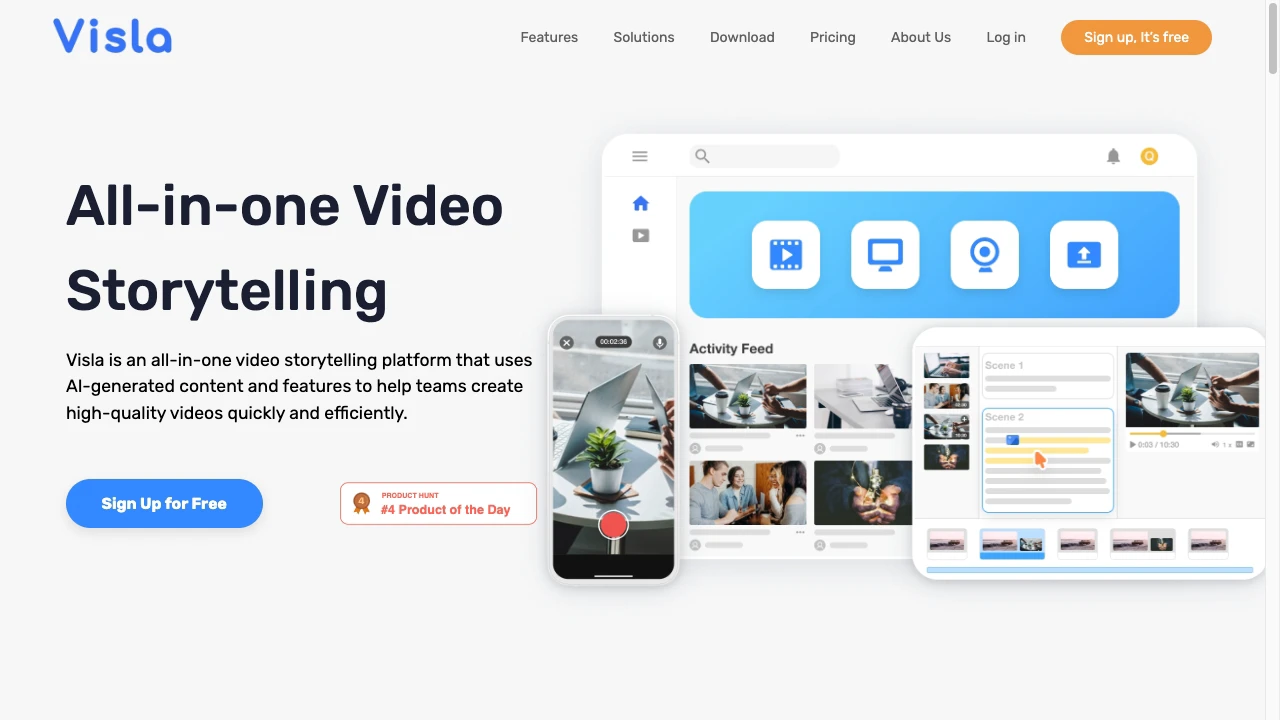 Visla
Features
Solutions
Download
Pricing
About Us
Log in
Sign up, It's free
All-in-one Video
Storytelling
Visla is an all-in-one video storytelling platform that uses
AI-generated content and features to help teams create
high-quality videos quickly and efficiently.
Sign Up for Free
4
PRODUCT HUNT
#4 Product of the Day
Q
00:02:36
Activity Feed
Scene 1
Scene 2
0:03 / 10:30
1 x